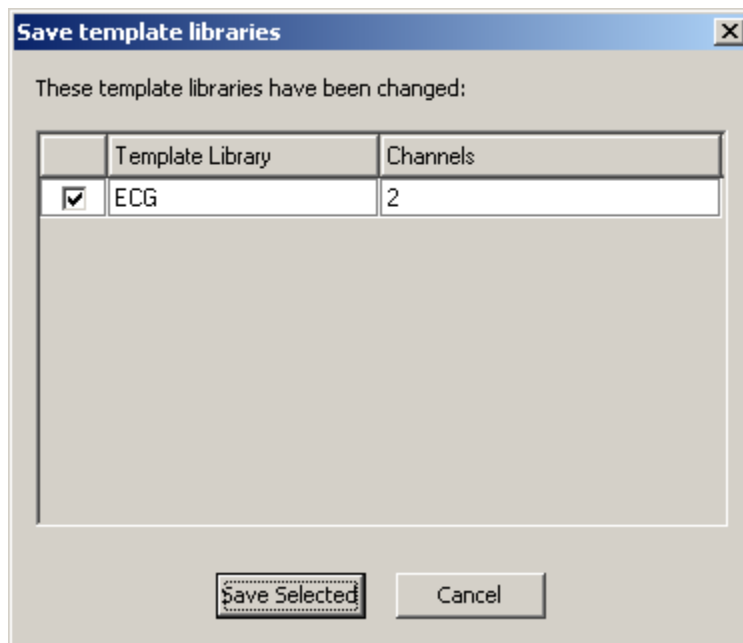 Save template libraries
These template libraries have been changed:
Template Library Channels
ECG 2
Save Selected Cancel